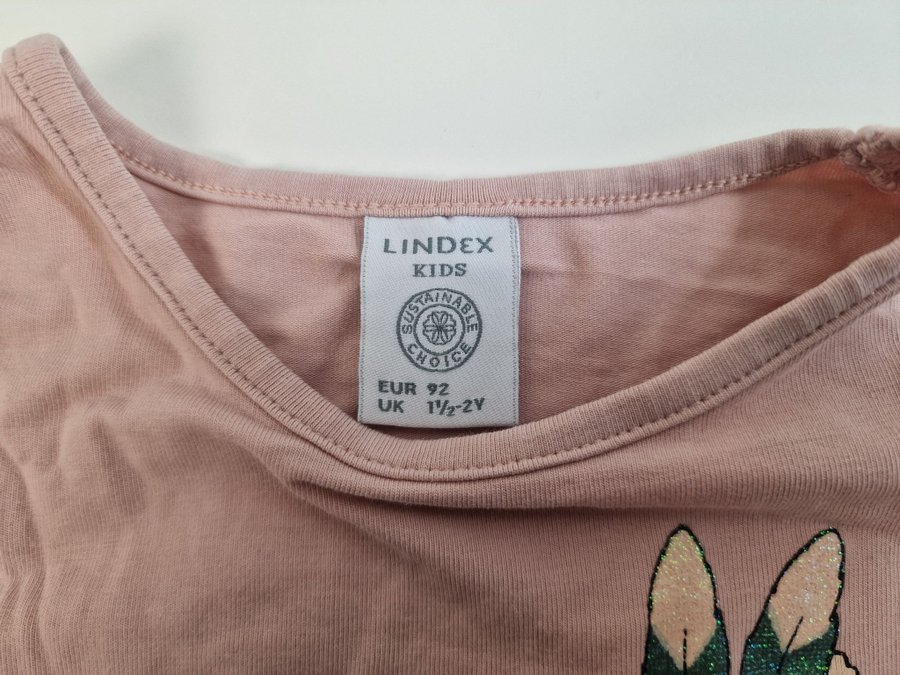 LINDEX
KIDS
SUSTAINABLE
CHOICE
EUR 92
UK 1½-2Y